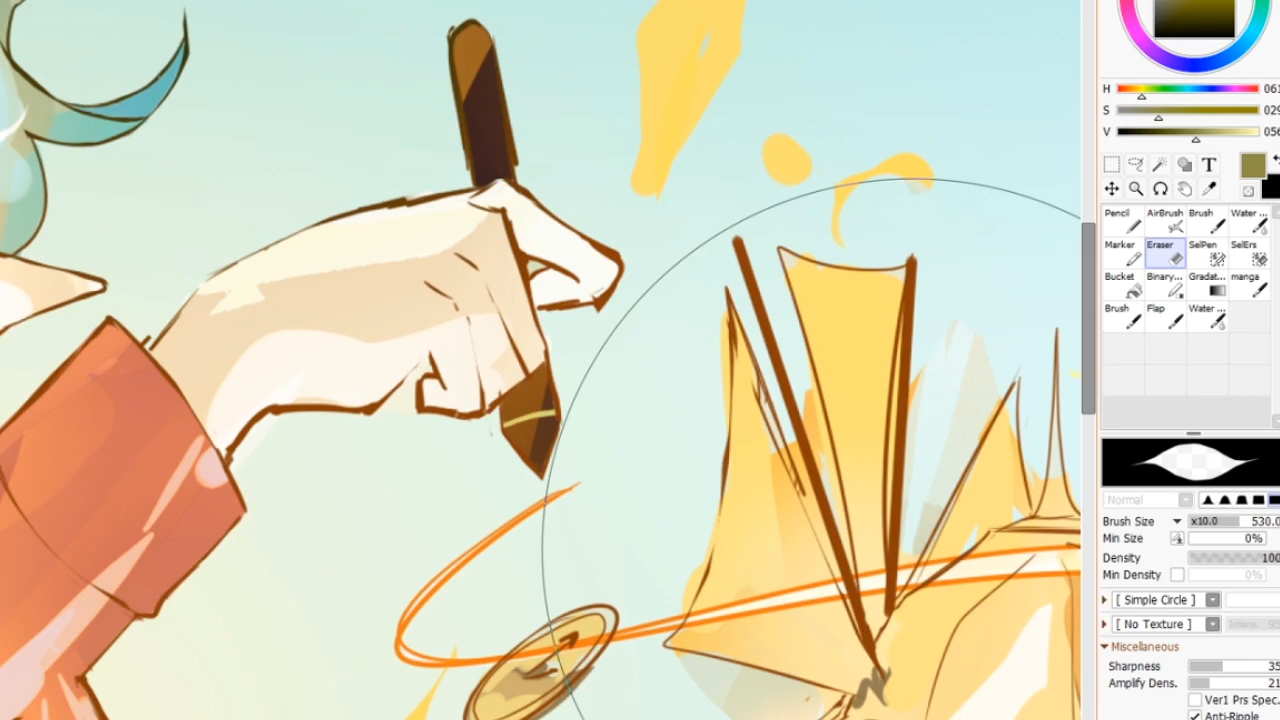 H 061
S 029
V 056
T
Pencil AirBrush Brush Water ...
Marker Eraser SelPen SelErs
Bucket Binary... Gradat... manga
Brush Flap Water ...
Normal
Brush Size x10.0 530.0
Min Size 0%
Density 100
Min Density 0%
[ Simple Circle ]
[ No Texture ]
Miscellaneous
Sharpness 35
Amplify Dens. 21
Ver1 Prs Spec.
Anti-Ripple